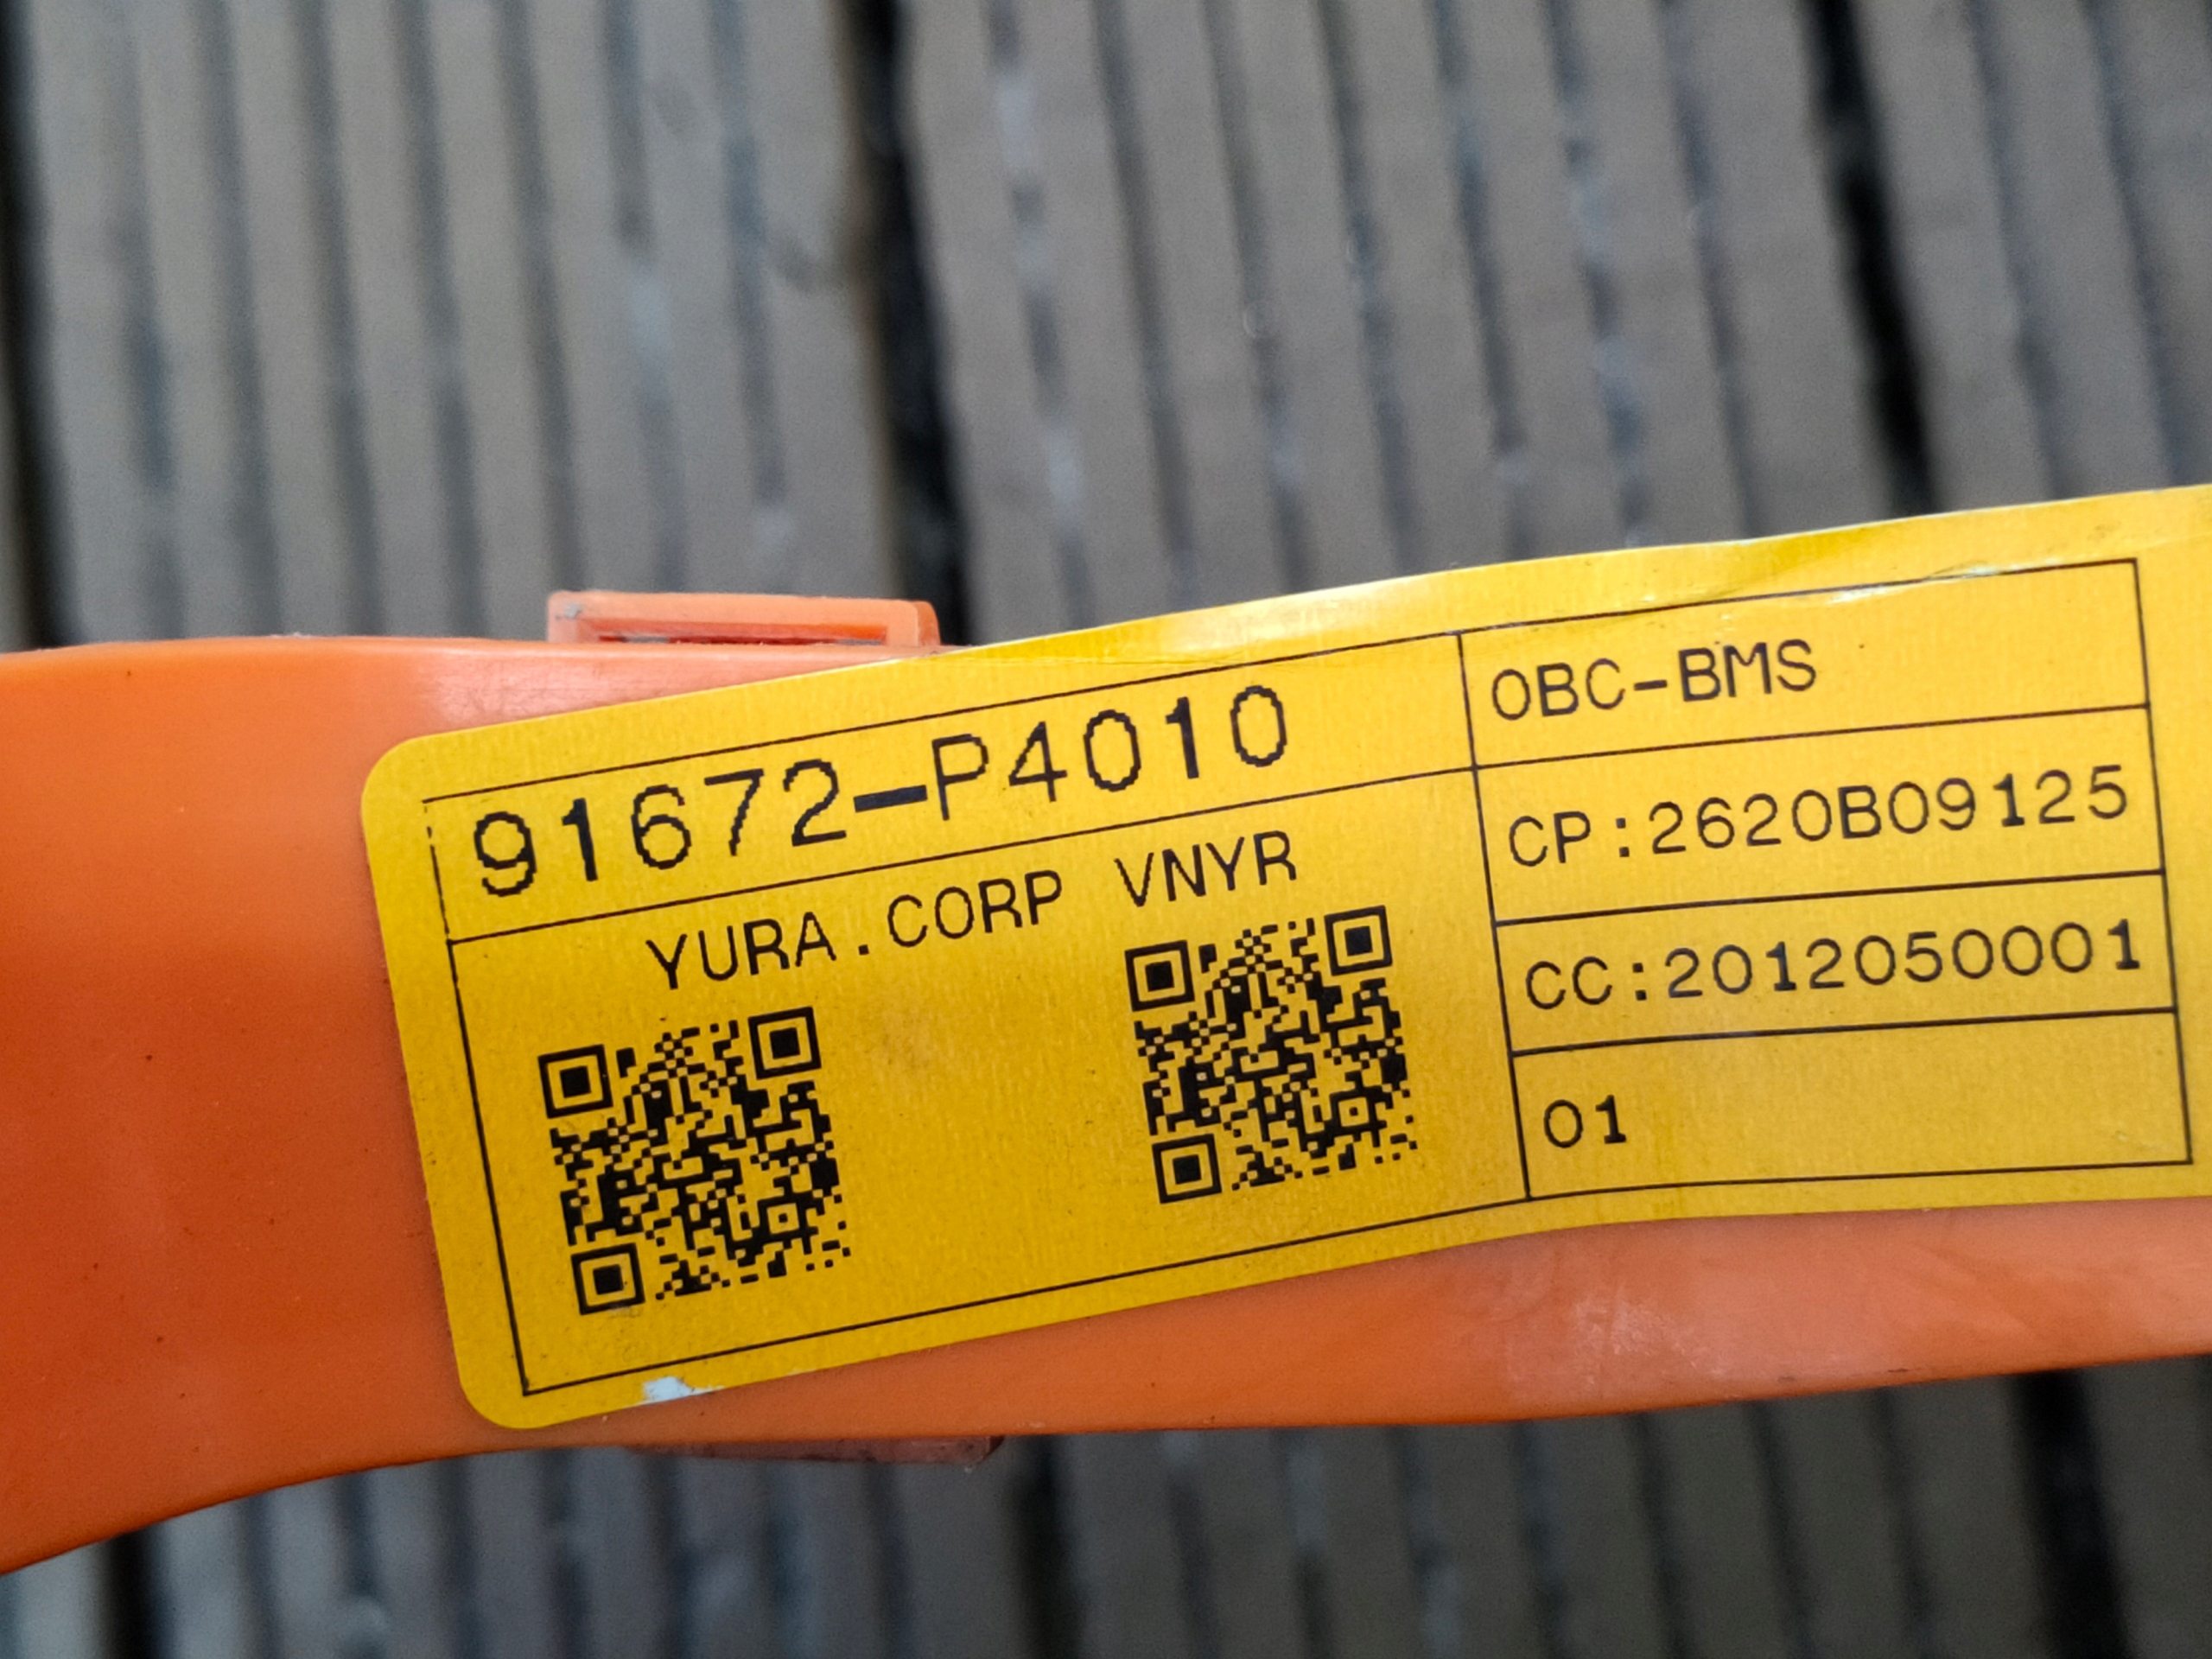 91672-P4010
YURA.CORP VNYR
OBC-BMS
CP:2620B09125
CC:2012050001
01